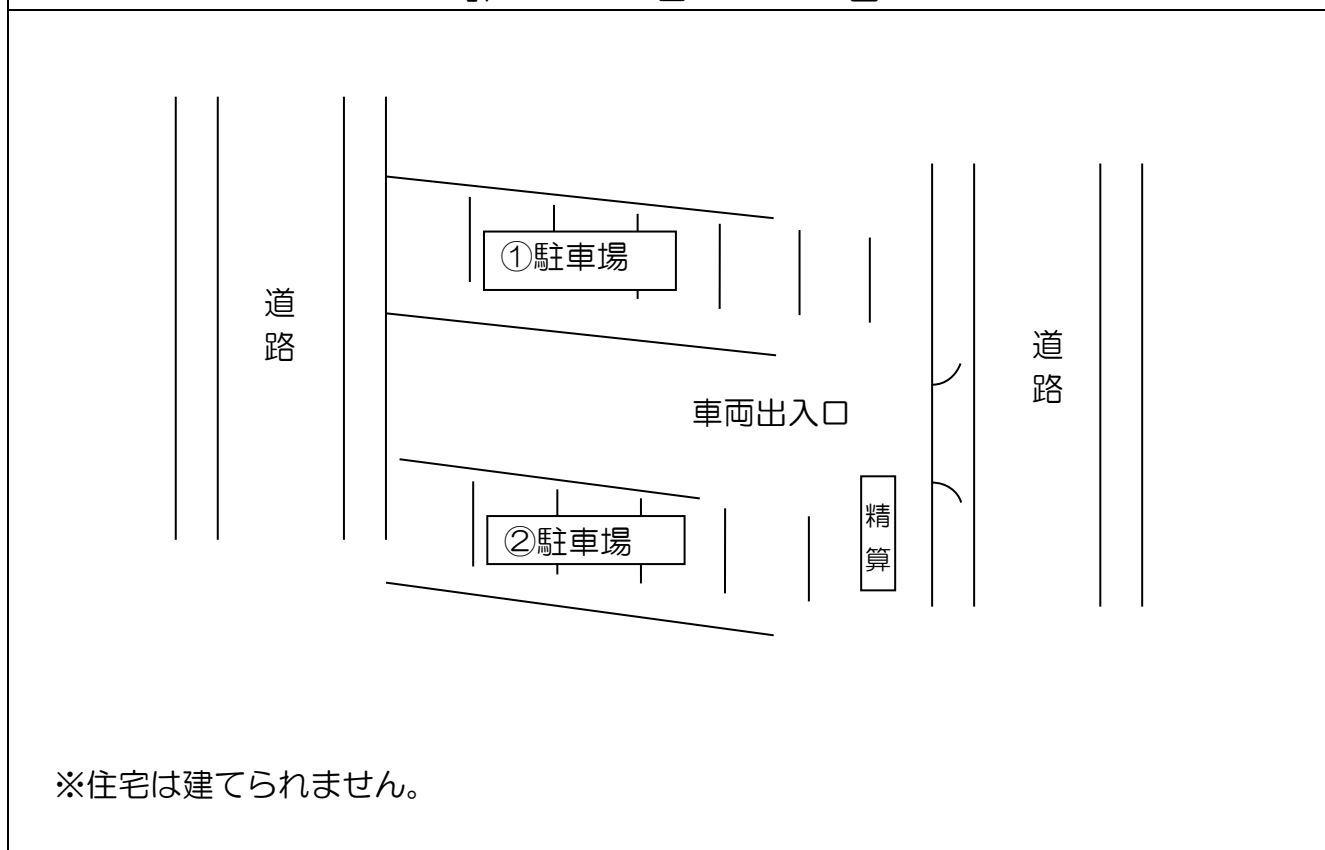 ①駐車場
道路
道路
車両出入口
②駐車場
精算
※住宅は建てられません。